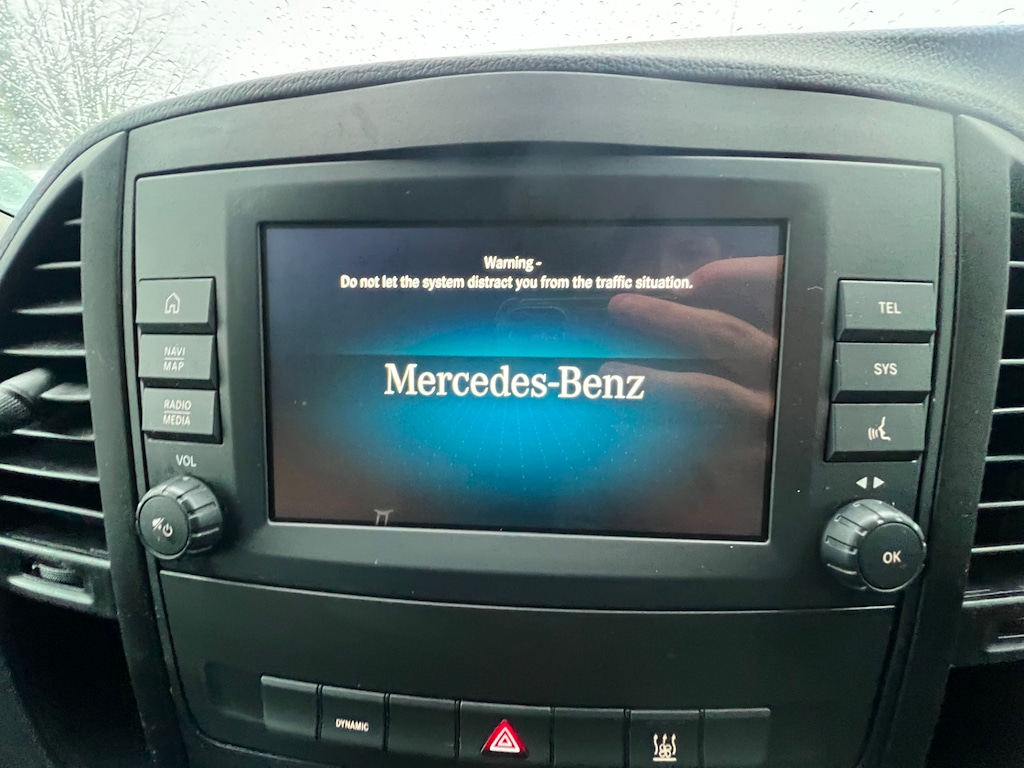 Warning -
Do not let the system distract you from the traffic situation.
Mercedes-Benz
NAVI
MAP
RADIO
MEDIA
VOL
TEL
SYS
OK
DYNAMIC